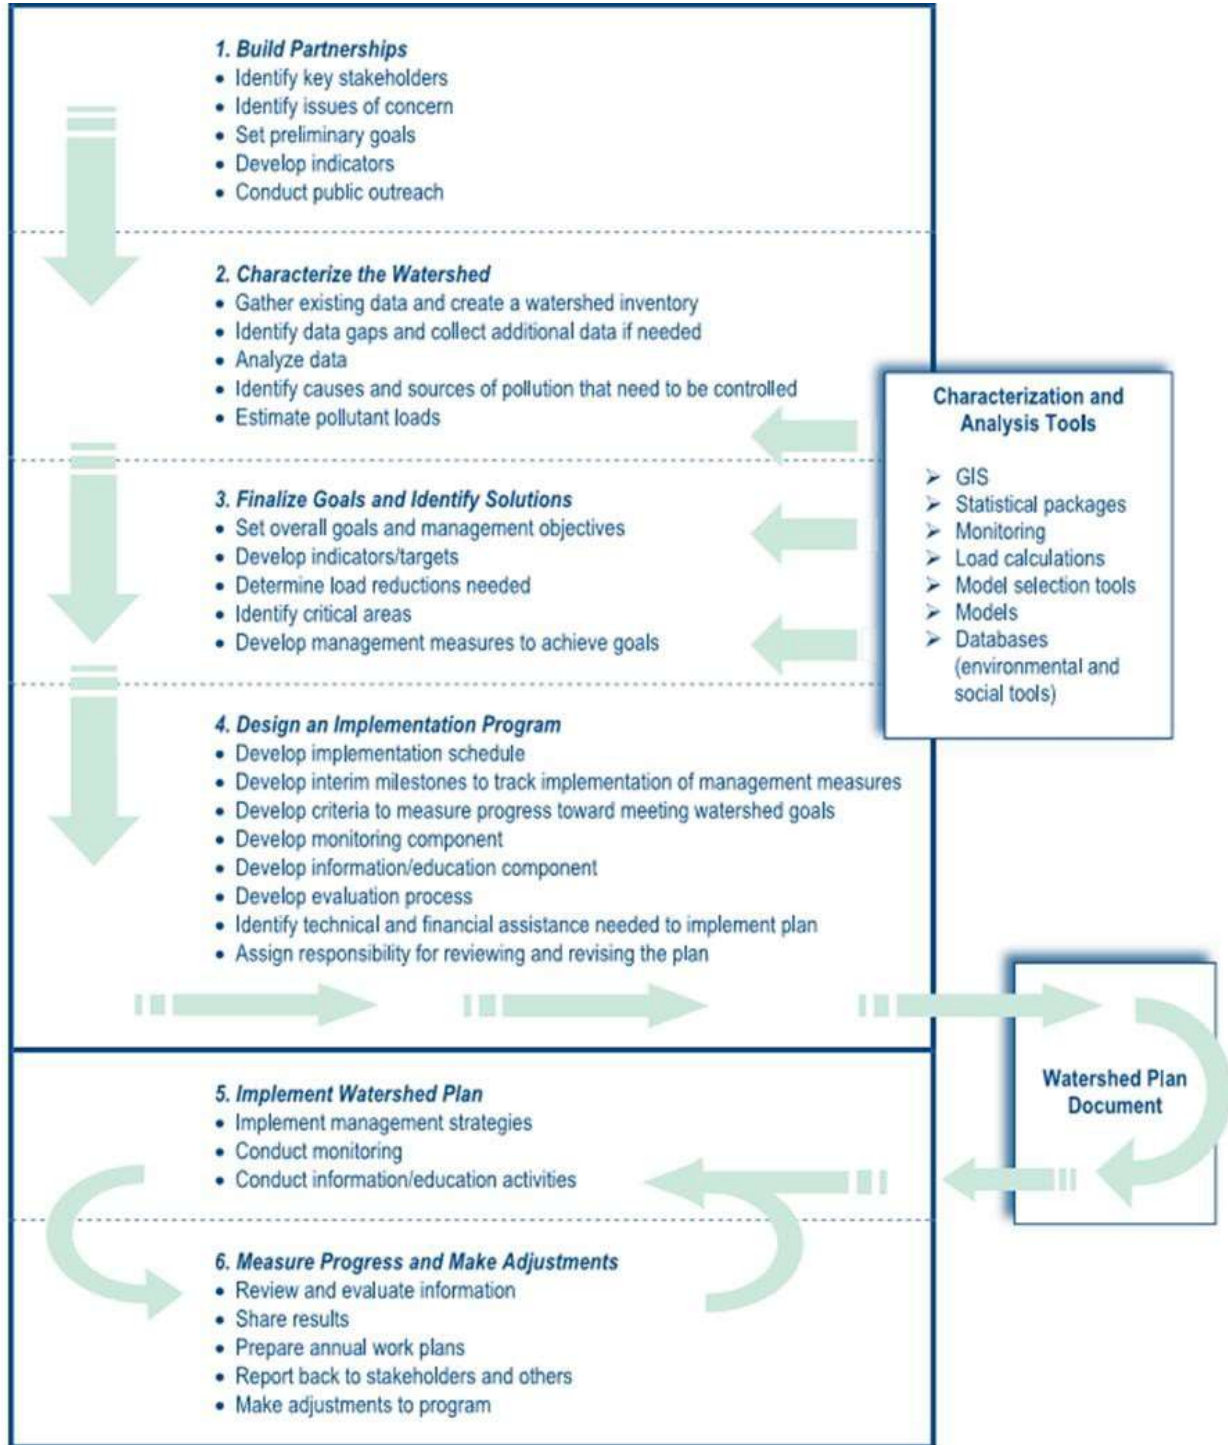 1. Build Partnerships
• Identify key stakeholders
• Identify issues of concern
• Set preliminary goals
• Develop indicators
• Conduct public outreach
2. Characterize the Watershed
• Gather existing data and create a watershed inventory
• Identify data gaps and collect additional data if needed
• Analyze data
• Identify causes and sources of pollution that need to be controlled
• Estimate pollutant loads
Characterization and
Analysis Tools
➢ GIS
➢ Statistical packages
➢ Monitoring
➢ Load calculations
➢ Model selection tools
➢ Models
➢ Databases
(environmental and
social tools)
3. Finalize Goals and Identify Solutions
• Set overall goals and management objectives
• Develop indicators/targets
• Determine load reductions needed
• Identify critical areas
• Develop management measures to achieve goals
4. Design an Implementation Program
• Develop implementation schedule
• Develop interim milestones to track implementation of management measures
• Develop criteria to measure progress toward meeting watershed goals
• Develop monitoring component
• Develop information/education component
• Develop evaluation process
• Identify technical and financial assistance needed to implement plan
• Assign responsibility for reviewing and revising the plan
Watershed Plan
Document
5. Implement Watershed Plan
• Implement management strategies
• Conduct monitoring
• Conduct information/education activities
6. Measure Progress and Make Adjustments
• Review and evaluate information
• Share results
• Prepare annual work plans
• Report back to stakeholders and others
• Make adjustments to program